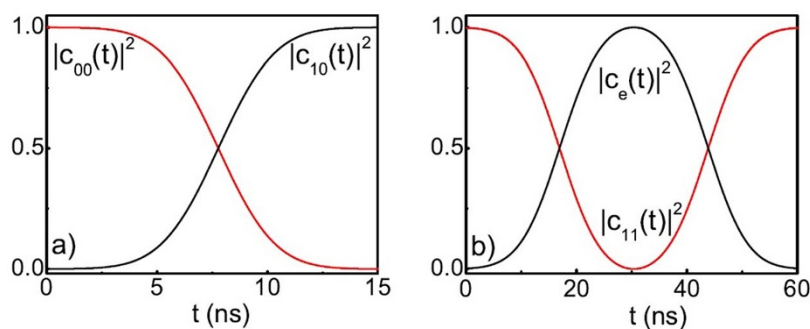 1.0
|c00(t)|²
|c10(t)|²
0.5
0.0
a)
0 5 10 15
t (ns)
1.0
|ce(t)|²
0.5
|c11(t)|²
0.0
b)
0 20 40 60
t (ns)